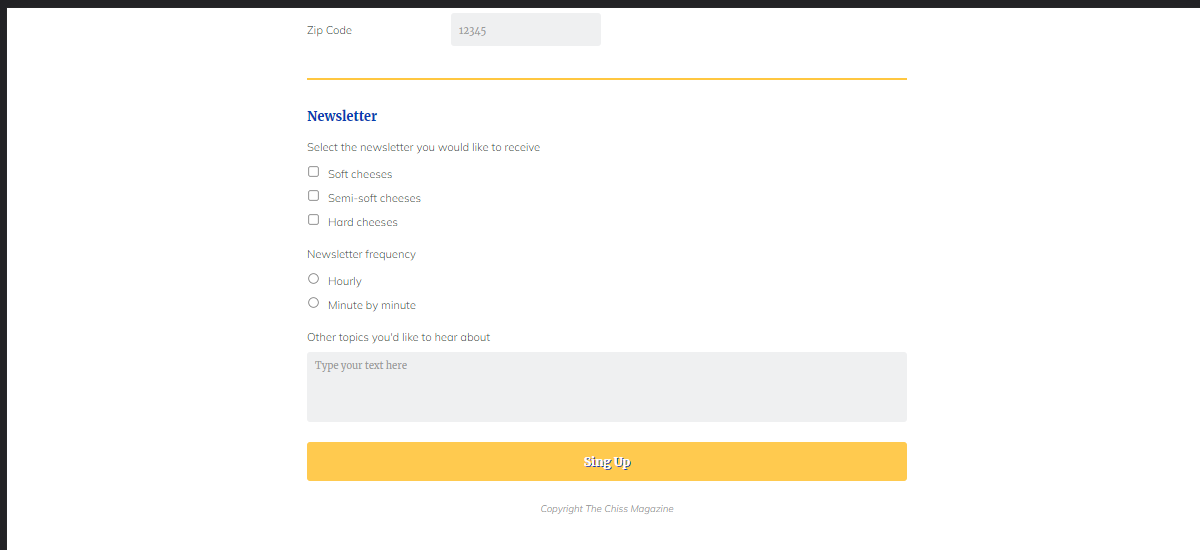 Zip Code 12345
Newsletter
Select the newsletter you would like to receive
Soft cheeses
Semi-soft cheeses
Hard cheeses
Newsletter frequency
Hourly
Minute by minute
Other topics you'd like to hear about
Type your text here
Sing Up
Copyright The Chiss Magazine